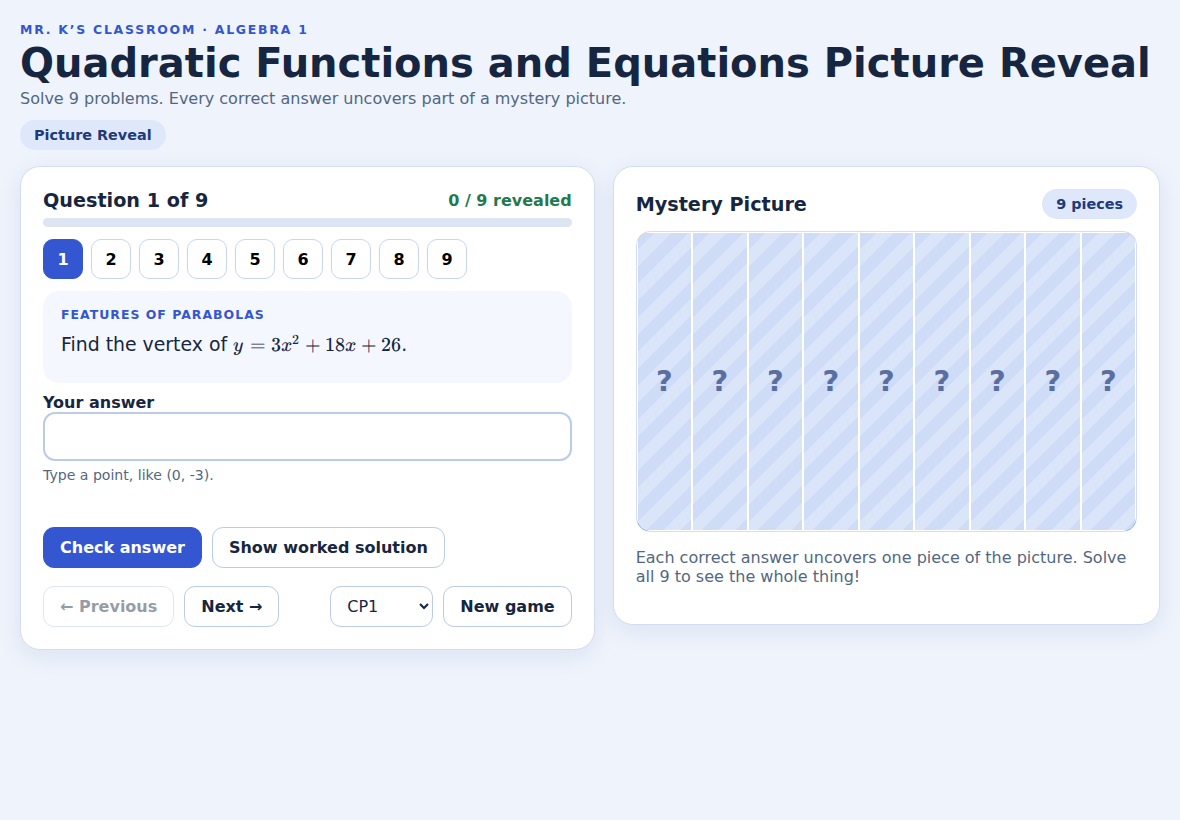 MR. K’S CLASSROOM · ALGEBRA 1
Quadratic Functions and Equations Picture Reveal
Solve 9 problems. Every correct answer uncovers part of a mystery picture.
Picture Reveal
Question 1 of 9
0 / 9 revealed
1 2 3 4 5 6 7 8 9
FEATURES OF PARABOLAS
Find the vertex of y = 3x² + 18x + 26.
Your answer
Type a point, like (0, -3).
Check answer
Show worked solution
← Previous
Next →
CP1
New game
Mystery Picture
9 pieces
? ? ? ? ? ? ? ? ?
Each correct answer uncovers one piece of the picture. Solve
all 9 to see the whole thing!